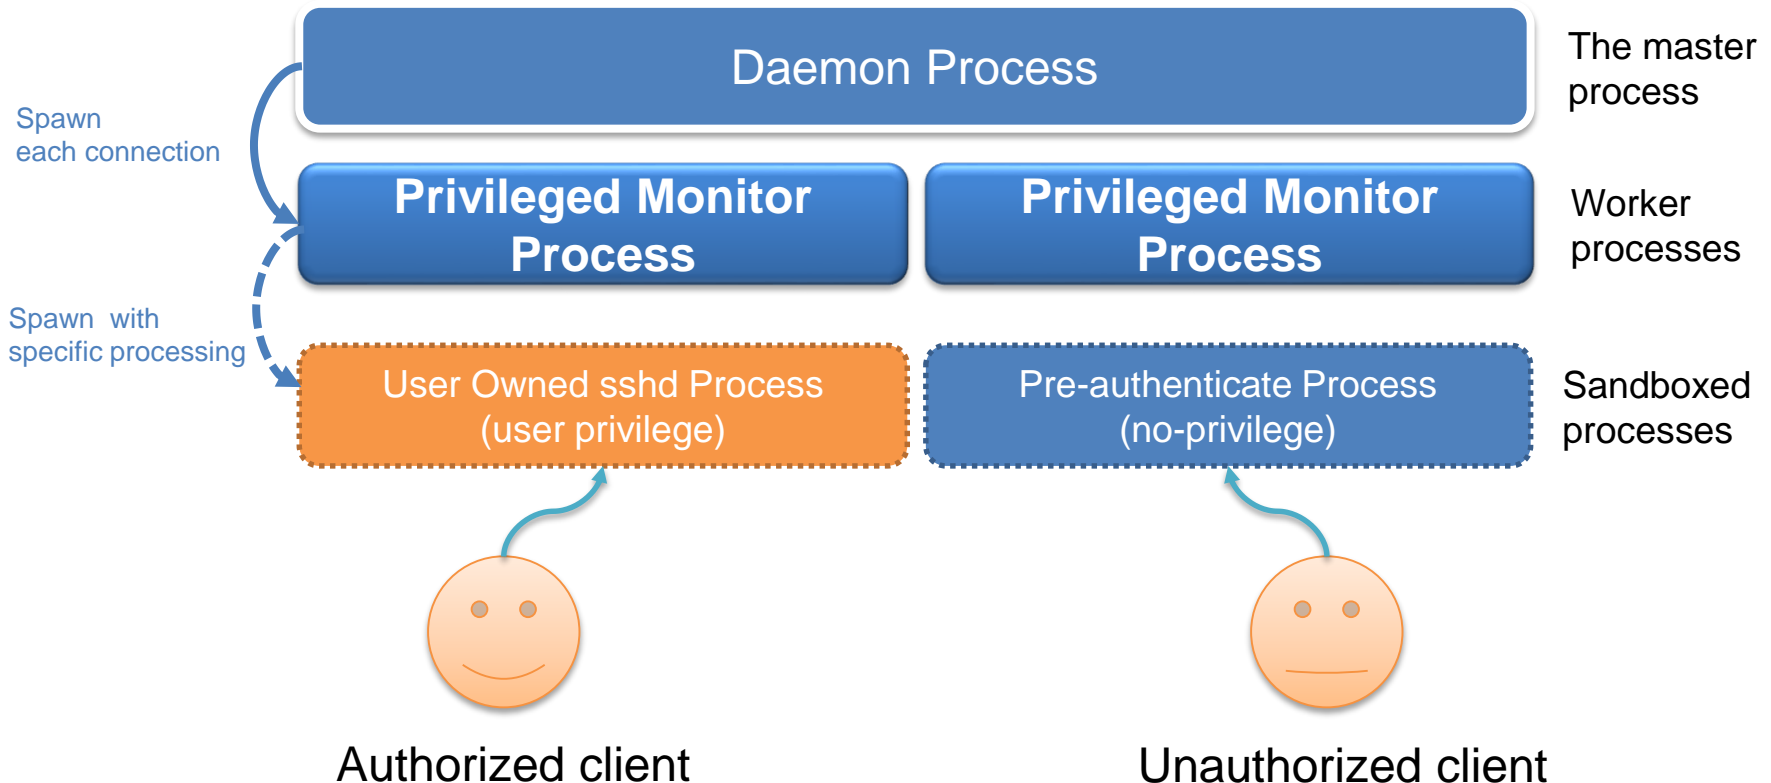 Daemon Process
The master
process
Spawn
each connection
Privileged Monitor
Process
Privileged Monitor
Process
Worker
processes
Spawn with
specific processing
User Owned sshd Process
(user privilege)
Pre-authenticate Process
(no-privilege)
Sandboxed
processes
Authorized client
Unauthorized client